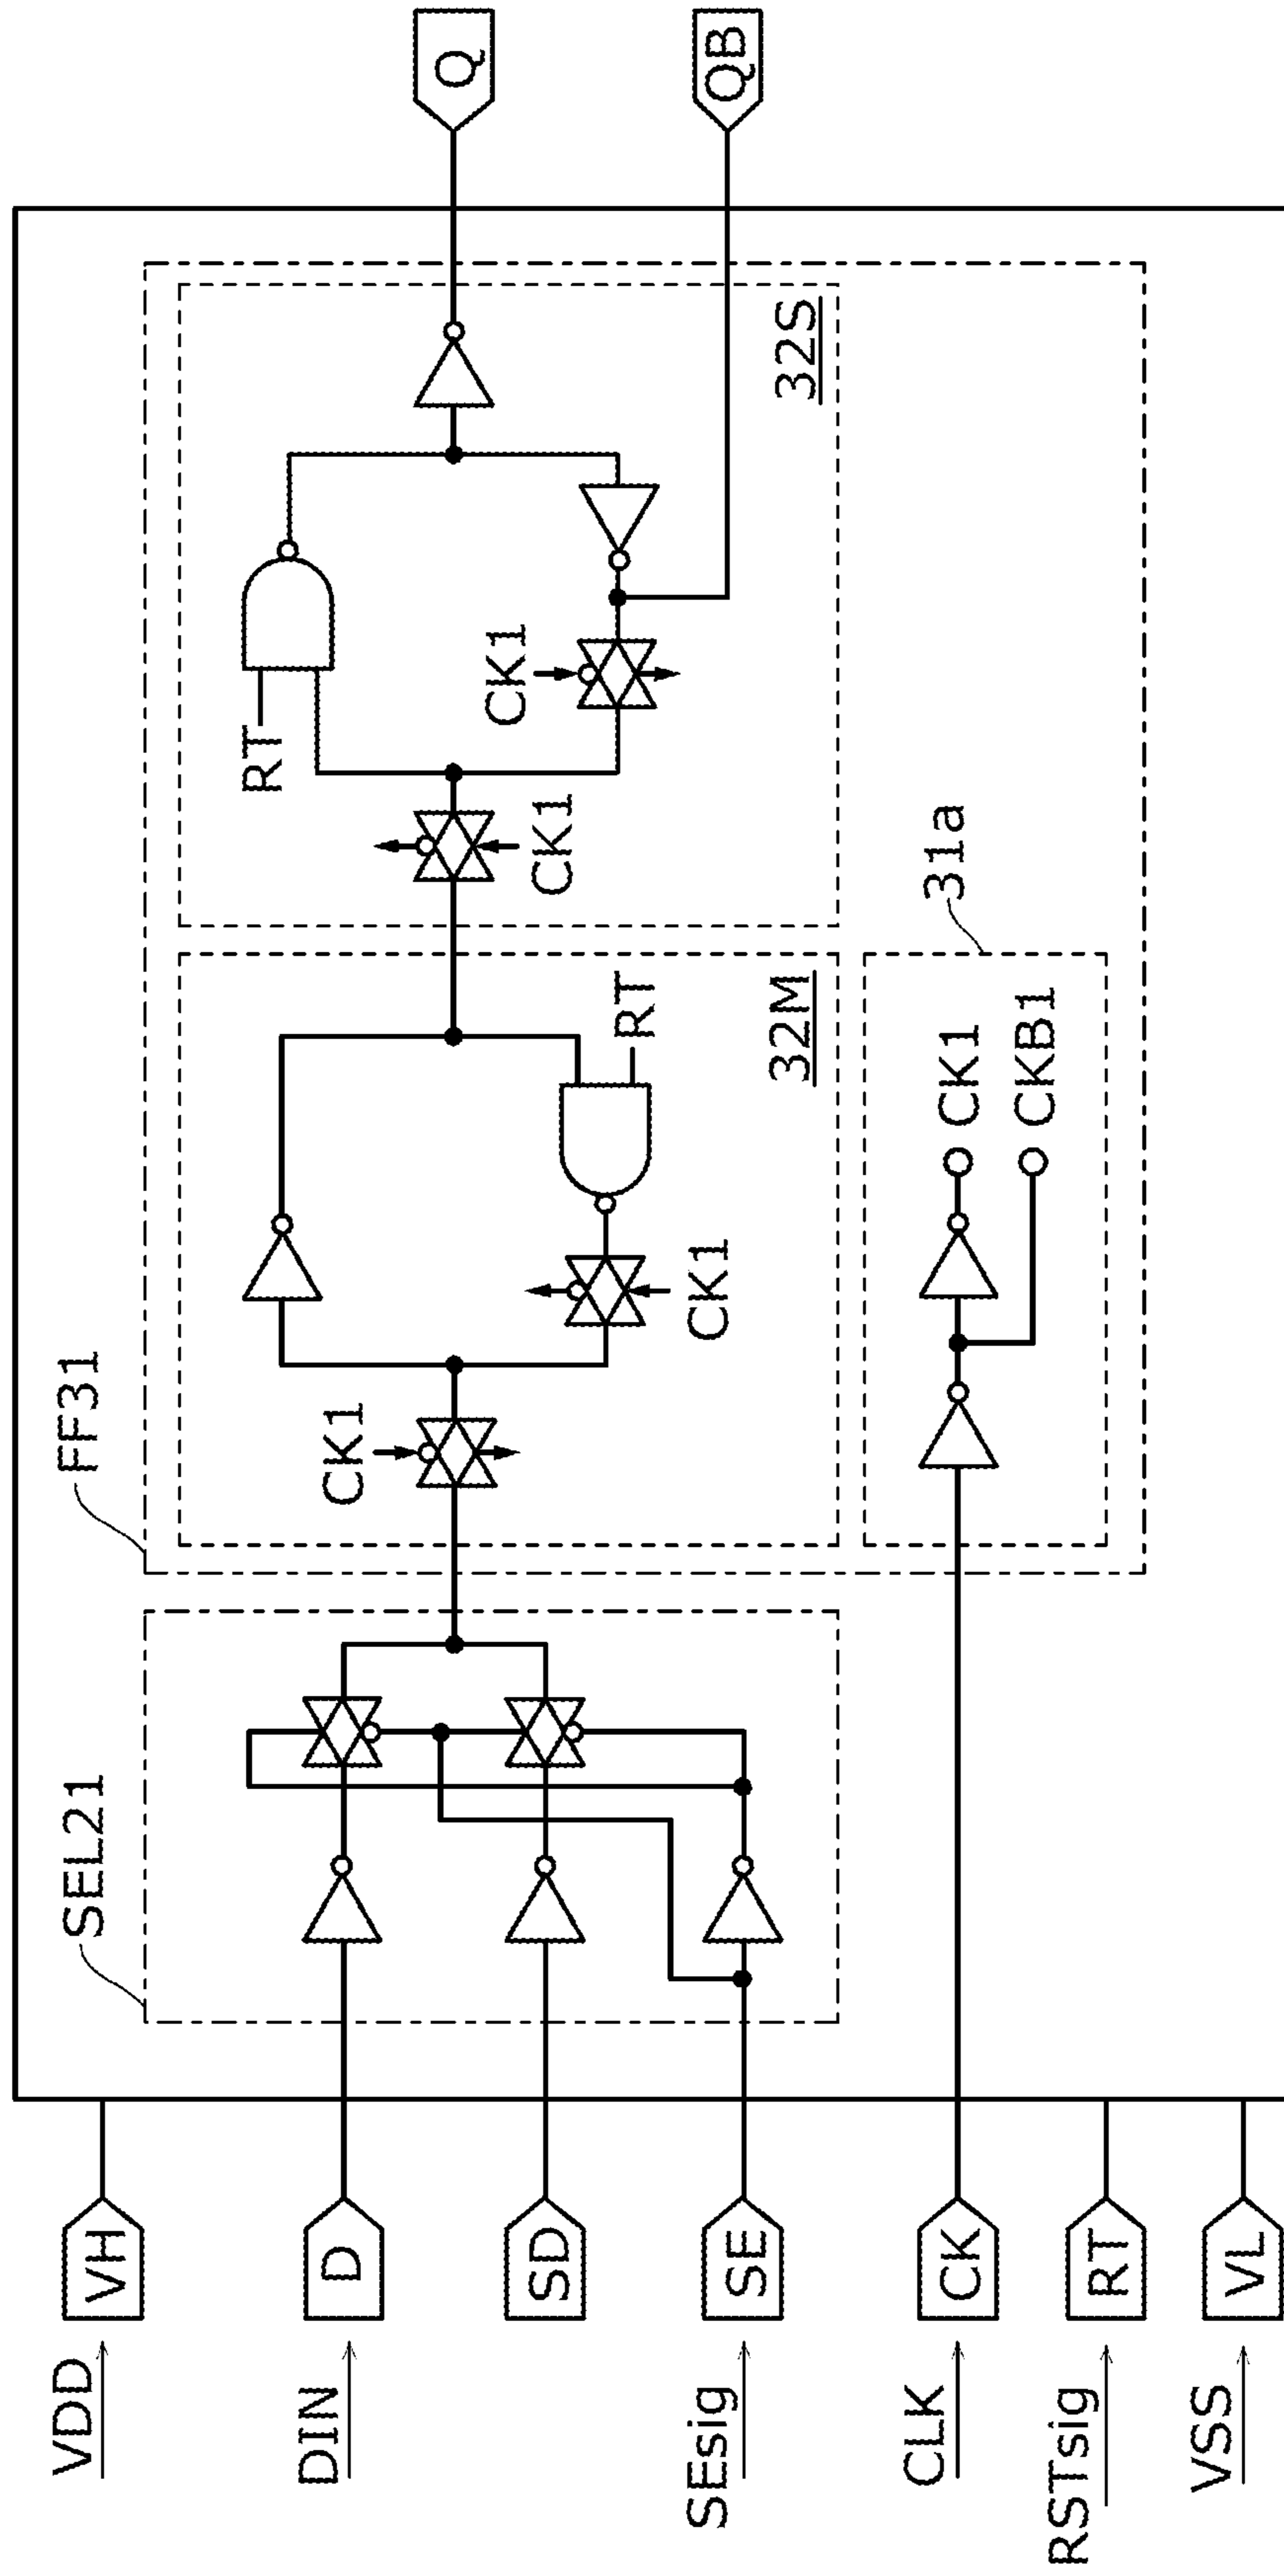 FF31
SEL21
VDD
VH
DIN
D
SD
SEsig
SE
CLK
CK
RSTsig
RT
VSS
VL
CK1
CK1
RT
32M
CK1
RT
CK1
32S
31a
CK1
CKB1
Q
QB